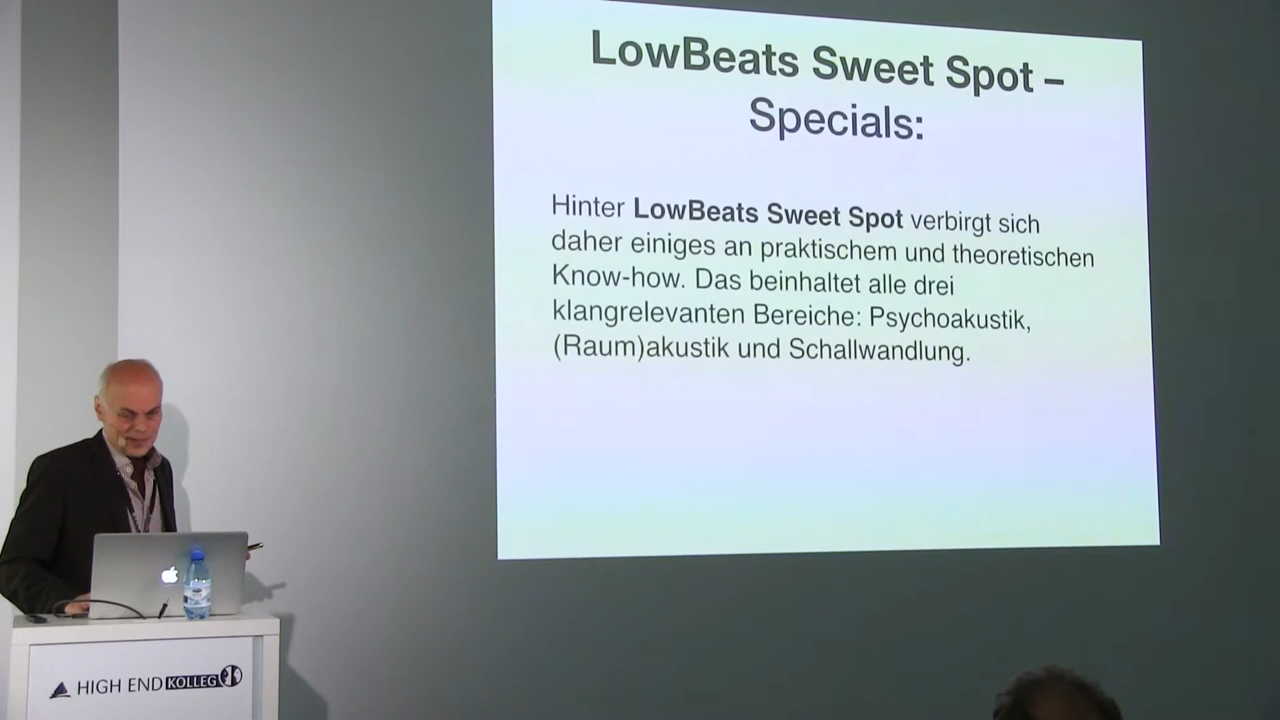 LowBeats Sweet Spot –
Specials:
Hinter LowBeats Sweet Spot verbirgt sich
daher einiges an praktischem und theoretischen
Know-how. Das beinhaltet alle drei
klangrelevanten Bereiche: Psychoakustik,
(Raum)akustik und Schallwandlung.
HIGH END KOLLEG